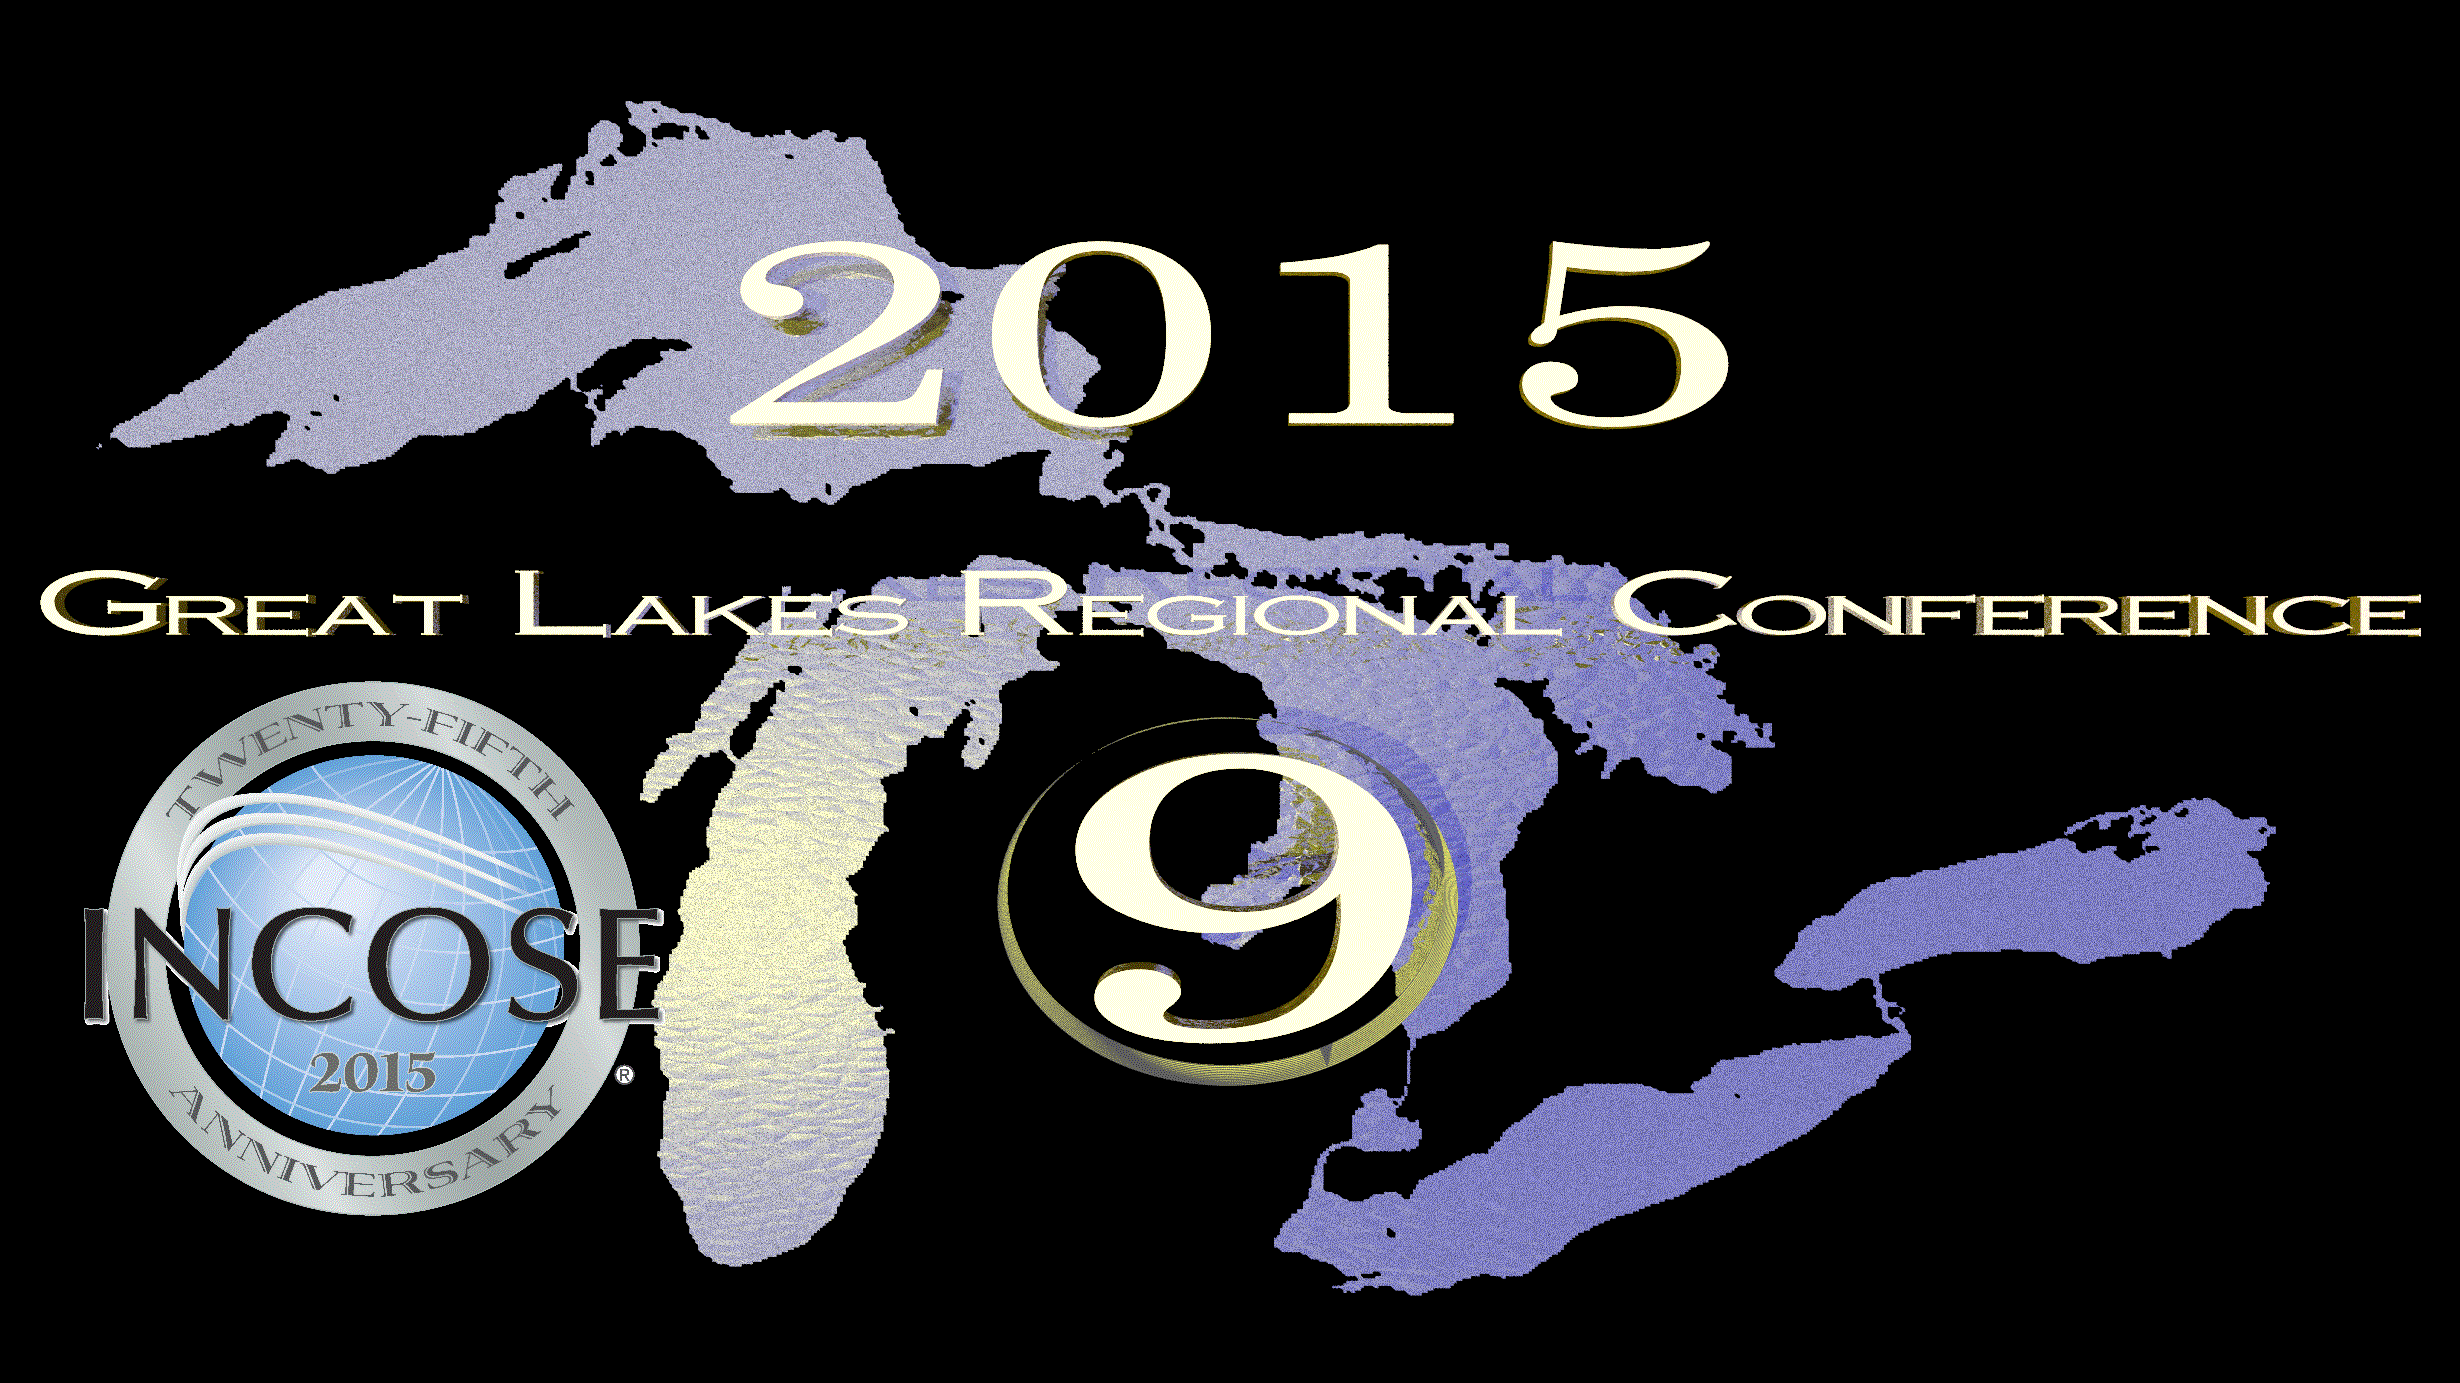 2015
GREAT LAKES REGIONAL CONFERENCE
TWENTY-FIFTH
INCOSE
2015
®
ANNIVERSARY
9